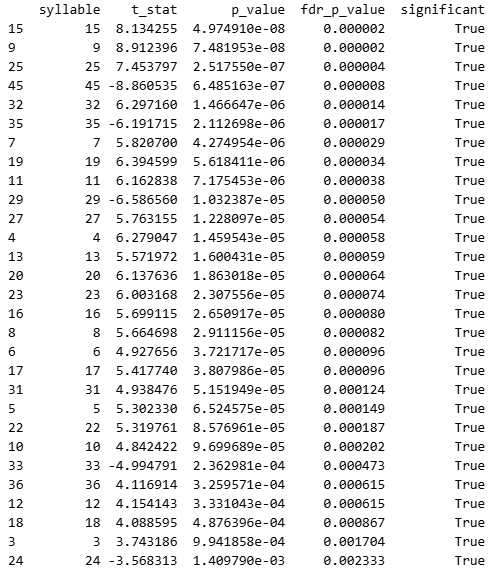 syllable t_stat p_value fdr_p_value significant
15 15 8.134255 4.974910e-08 0.000002 True
9 9 8.912396 7.481953e-08 0.000002 True
25 25 7.453797 2.517550e-07 0.000004 True
45 45 -8.860535 6.485163e-07 0.000008 True
32 32 6.297160 1.466647e-06 0.000014 True
35 35 -6.191715 2.112698e-06 0.000017 True
7 7 5.820700 4.274954e-06 0.000029 True
19 19 6.394599 5.618411e-06 0.000034 True
11 11 6.162838 7.175453e-06 0.000038 True
29 29 -6.586560 1.032387e-05 0.000050 True
27 27 5.763155 1.228097e-05 0.000054 True
4 4 6.279047 1.459543e-05 0.000058 True
13 13 5.571972 1.600431e-05 0.000059 True
20 20 6.137636 1.863018e-05 0.000064 True
23 23 6.003168 2.307556e-05 0.000074 True
16 16 5.699115 2.650917e-05 0.000080 True
8 8 5.664698 2.911156e-05 0.000082 True
6 6 4.927656 3.721717e-05 0.000096 True
17 17 5.417740 3.807986e-05 0.000096 True
31 31 4.938476 5.151949e-05 0.000124 True
5 5 5.302330 6.524575e-05 0.000149 True
22 22 5.319761 8.576961e-05 0.000187 True
10 10 4.842422 9.699689e-05 0.000202 True
33 33 -4.994791 2.362981e-04 0.000473 True
36 36 4.116914 3.259571e-04 0.000615 True
12 12 4.154143 3.331043e-04 0.000615 True
18 18 4.088595 4.876396e-04 0.000867 True
3 3 3.743186 9.941858e-04 0.001704 True
24 24 -3.568313 1.409790e-03 0.002333 True